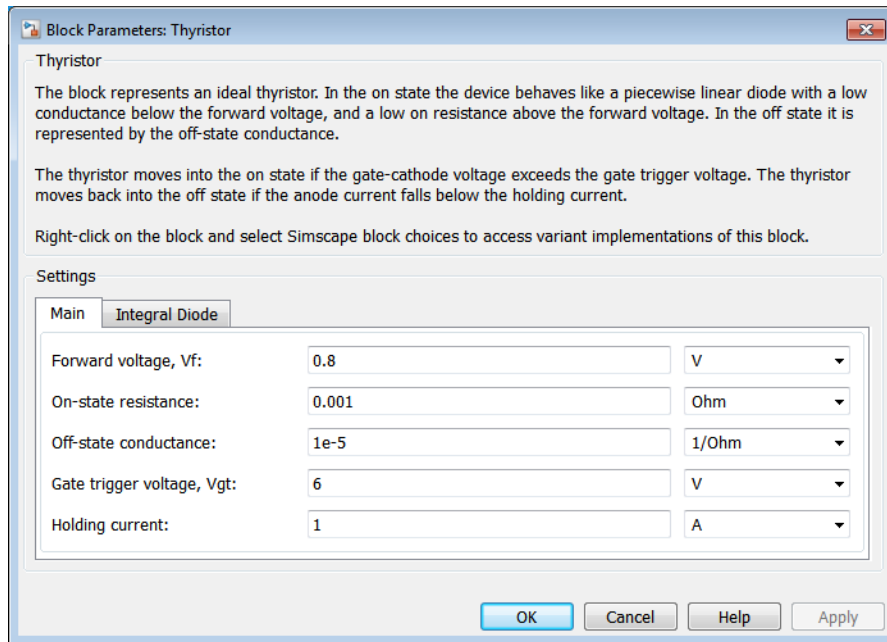 Block Parameters: Thyristor
Thyristor
The block represents an ideal thyristor. In the on state the device behaves like a piecewise linear diode with a low
conductance below the forward voltage, and a low on resistance above the forward voltage. In the off state it is
represented by the off-state conductance.
The thyristor moves into the on state if the gate-cathode voltage exceeds the gate trigger voltage. The thyristor
moves back into the off state if the anode current falls below the holding current.
Right-click on the block and select Simscape block choices to access variant implementations of this block.
Settings
Main Integral Diode
Forward voltage, Vf: 0.8 V
On-state resistance: 0.001 Ohm
Off-state conductance: 1e-5 1/Ohm
Gate trigger voltage, Vgt: 6 V
Holding current: 1 A
OK Cancel Help Apply